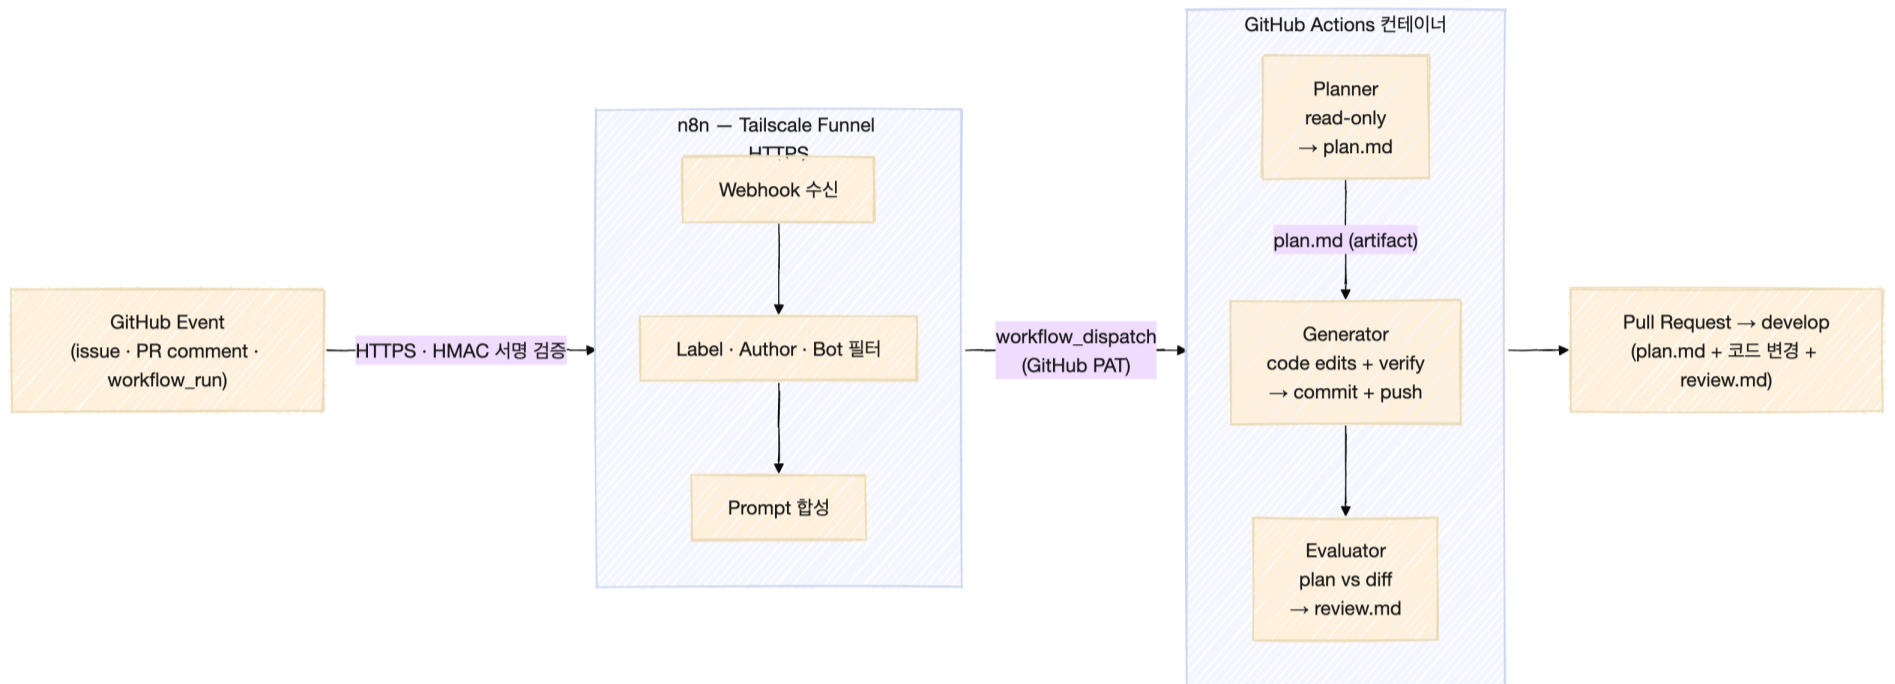 GitHub Event
(issue · PR comment ·
workflow_run)
HTTPS · HMAC 서명 검증
n8n — Tailscale Funnel
HTTPS
Webhook 수신
Label · Author · Bot 필터
Prompt 합성
workflow_dispatch
(GitHub PAT)
GitHub Actions 컨테이너
Planner
read-only
→ plan.md
plan.md (artifact)
Generator
code edits + verify
→ commit + push
Evaluator
plan vs diff
→ review.md
Pull Request → develop
(plan.md + 코드 변경 +
review.md)